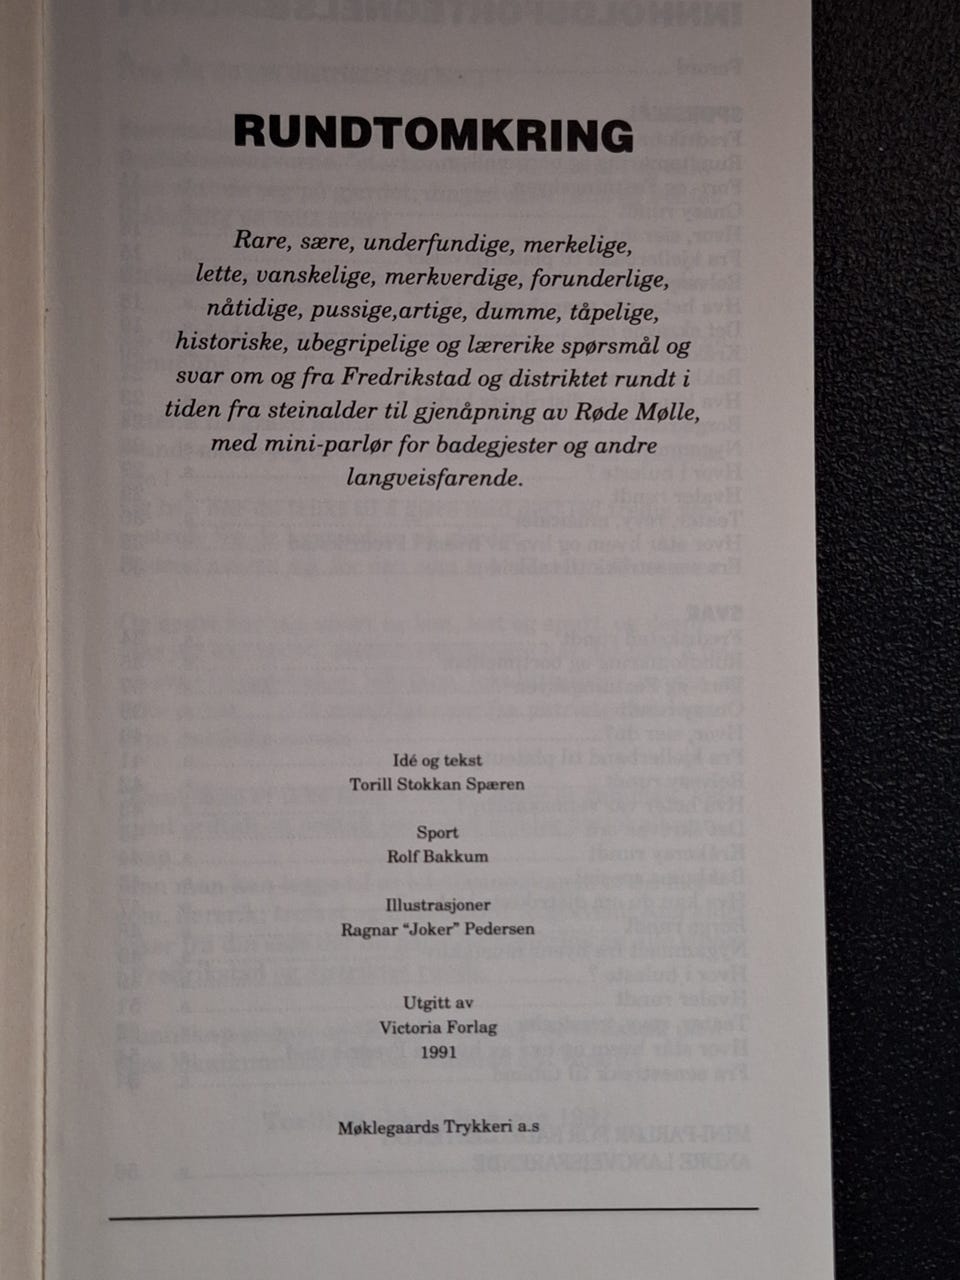 RUNDTOMKRING
Rare, sære, underfundige, merkelige,
lette, vanskelige, merkverdige, forunderlige,
nåtidige, pussige,artige, dumme, tåpelige,
historiske, ubegripelige og lærerike spørsmål og
svar om og fra Fredrikstad og distriktet rundt i
tiden fra steinalder til gjenåpning av Røde Mølle,
med mini-parlør for badegjester og andre
langveisfarende.
Idé og tekst
Torill Stokkan Spæren
Sport
Rolf Bakkum
Illustrasjoner
Ragnar “Joker” Pedersen
Utgitt av
Victoria Forlag
1991
Møklegaards Trykkeri a.s